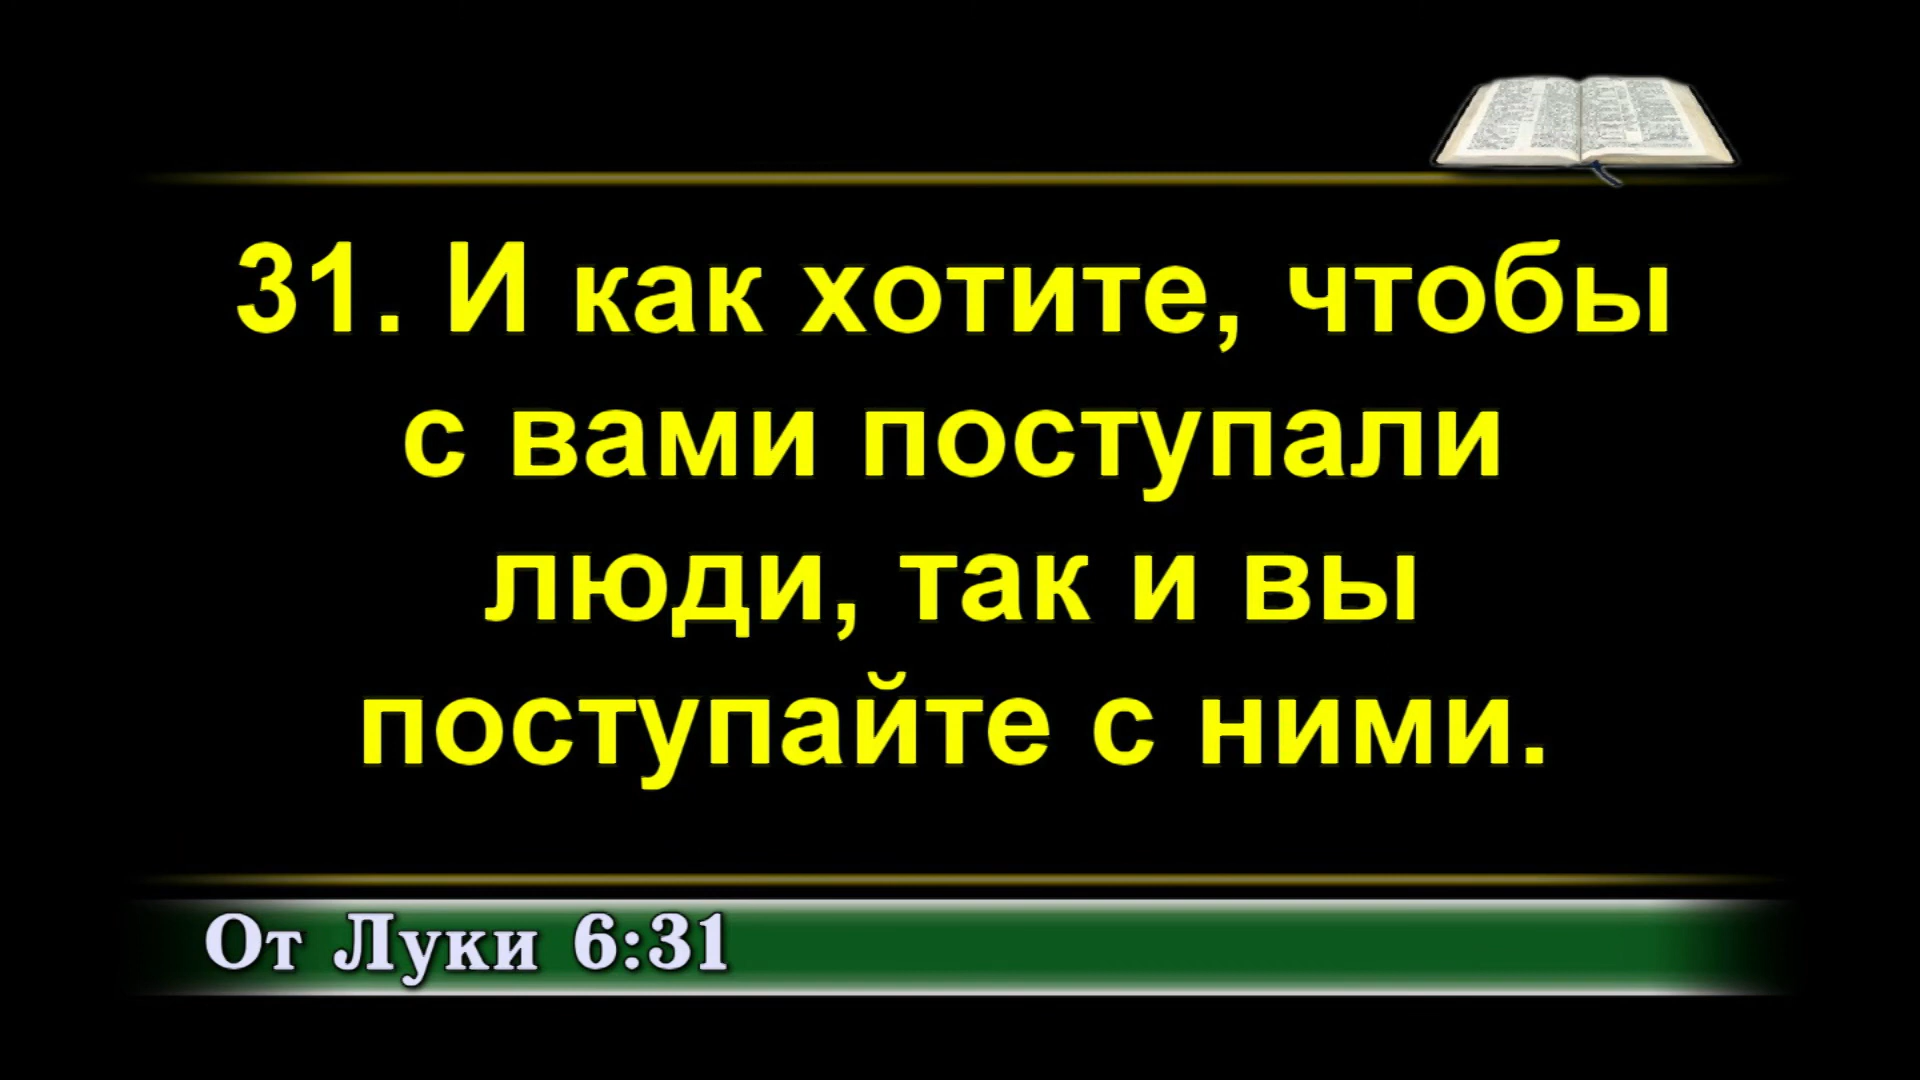 31. И как хотите, чтобы
с вами поступали
люди, так и вы
поступайте с ними.
От Луки 6:31